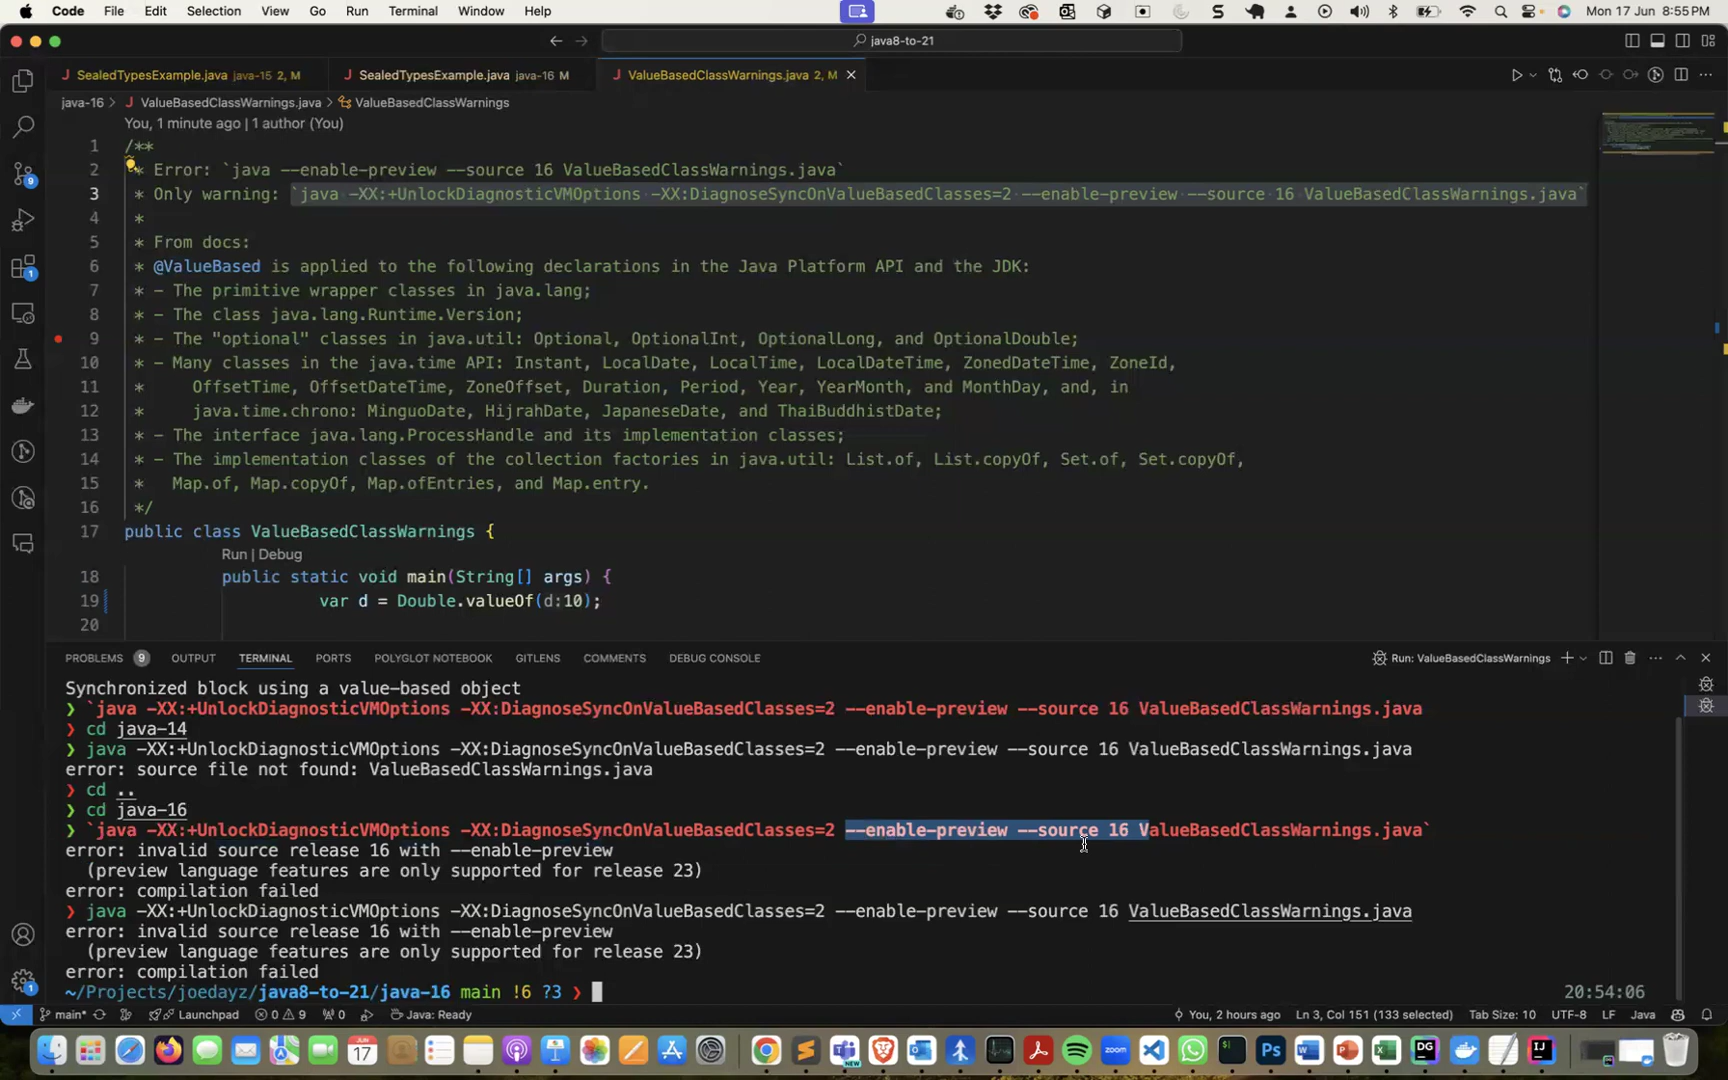 Code File Edit Selection View Go Run Terminal Window Help Mon 17 Jun 8:55 PM
java8-to-21
SealedTypesExample.java java-15 2, M SealedTypesExample.java java-16 M ValueBasedClassWarnings.java 2, M
java-16 > ValueBasedClassWarnings.java > ValueBasedClassWarnings
You, 1 minute ago | 1 author (You)
1 /**
2 * Error: `java --enable-preview --source 16 ValueBasedClassWarnings.java`
3 * Only warning: `java -XX:+UnlockDiagnosticVMOptions -XX:DiagnoseSyncOnValueBasedClasses=2 --enable-preview --source 16 ValueBasedClassWarnings.java`
4 *
5 * From docs:
6 * @ValueBased is applied to the following declarations in the Java Platform API and the JDK:
7 * - The primitive wrapper classes in java.lang;
8 * - The class java.lang.Runtime.Version;
9 * - The "optional" classes in java.util: Optional, OptionalInt, OptionalLong, and OptionalDouble;
10 * - Many classes in the java.time API: Instant, LocalDate, LocalTime, LocalDateTime, ZonedDateTime, ZoneId,
11 * OffsetTime, OffsetDateTime, ZoneOffset, Duration, Period, Year, YearMonth, and MonthDay, and, in
12 * java.time.chrono: MinguoDate, HijrahDate, JapaneseDate, and ThaiBuddhistDate;
13 * - The interface java.lang.ProcessHandle and its implementation classes;
14 * - The implementation classes of the collection factories in java.util: List.of, List.copyOf, Set.of, Set.copyOf,
15 * Map.of, Map.copyOf, Map.ofEntries, and Map.entry.
16 */
17 public class ValueBasedClassWarnings {
Run | Debug
18 public static void main(String[] args) {
19 var d = Double.valueOf(d:10);
20
PROBLEMS 9 OUTPUT TERMINAL PORTS POLYGLOT NOTEBOOK GITLENS COMMENTS DEBUG CONSOLE Run: ValueBasedClassWarnings
Synchronized block using a value-based object
❯ `java -XX:+UnlockDiagnosticVMOptions -XX:DiagnoseSyncOnValueBasedClasses=2 --enable-preview --source 16 ValueBasedClassWarnings.java
❯ cd java-14
❯ java -XX:+UnlockDiagnosticVMOptions -XX:DiagnoseSyncOnValueBasedClasses=2 --enable-preview --source 16 ValueBasedClassWarnings.java
error: source file not found: ValueBasedClassWarnings.java
❯ cd ..
❯ cd java-16
❯ `java -XX:+UnlockDiagnosticVMOptions -XX:DiagnoseSyncOnValueBasedClasses=2 --enable-preview --source 16 ValueBasedClassWarnings.java`
error: invalid source release 16 with --enable-preview
(preview language features are only supported for release 23)
error: compilation failed
❯ java -XX:+UnlockDiagnosticVMOptions -XX:DiagnoseSyncOnValueBasedClasses=2 --enable-preview --source 16 ValueBasedClassWarnings.java
error: invalid source release 16 with --enable-preview
(preview language features are only supported for release 23)
error: compilation failed
~/Projects/joedayz/java8-to-21/java-16 main !6 ?3 ❯ 20:54:06
main* Launchpad 0 9 0 Java: Ready You, 2 hours ago Ln 3, Col 151 (133 selected) Tab Size: 10 UTF-8 LF Java